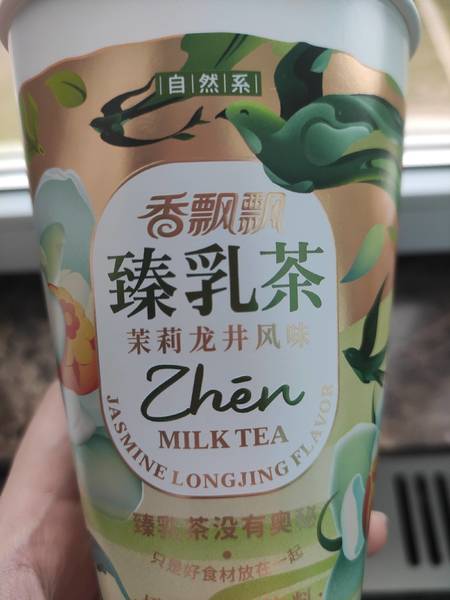 自然系
香飘飘
臻乳茶
茉莉龙井风味
Zhēn
MILK TEA
JASMINE LONGJING FLAVOR
臻乳茶没有奥秘
只是好食材放在一起